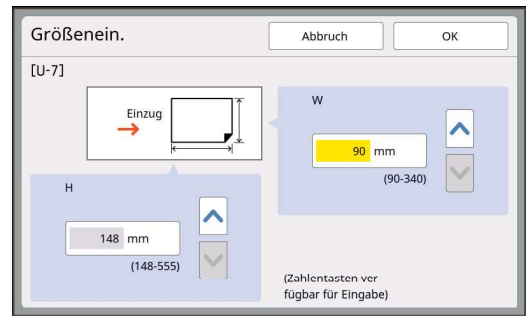 Größenein.
Abbruch
OK
[U-7]
Einzug
W
90 mm
(90-340)
H
148 mm
(148-555)
(Zahlentasten ver
fügbar für Eingabe)